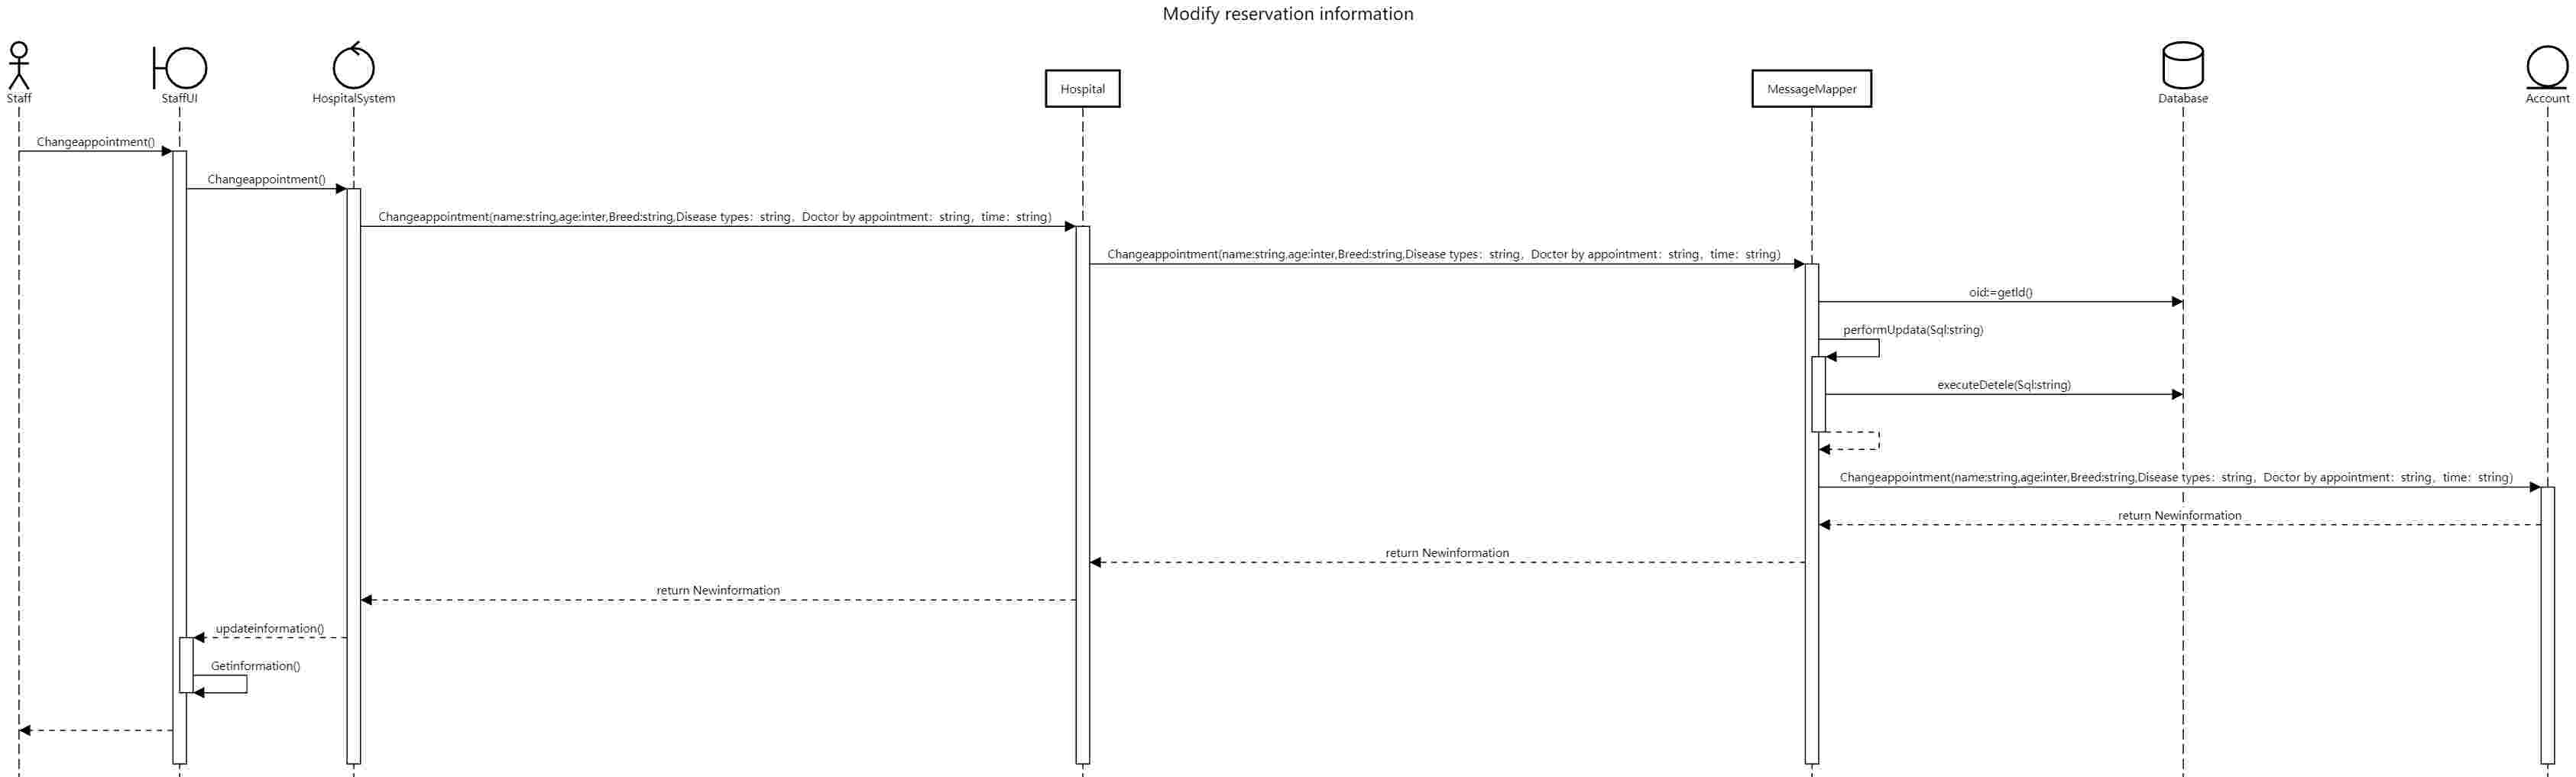 Modify reservation information
Staff
StaffUI
HospitalSystem
Hospital
MessageMapper
Database
Account
Changeappointment()
Changeappointment()
Changeappointment(name:string,age:inter,Breed:string,Disease types：string，Doctor by appointment：string，time：string)
Changeappointment(name:string,age:inter,Breed:string,Disease types：string，Doctor by appointment：string，time：string)
oid:=getId()
performUpdata(Sql:string)
executeDetele(Sql:string)
Changeappointment(name:string,age:inter,Breed:string,Disease types：string，Doctor by appointment：string，time：string)
return Newinformation
return Newinformation
return Newinformation
updateinformation()
Getinformation()